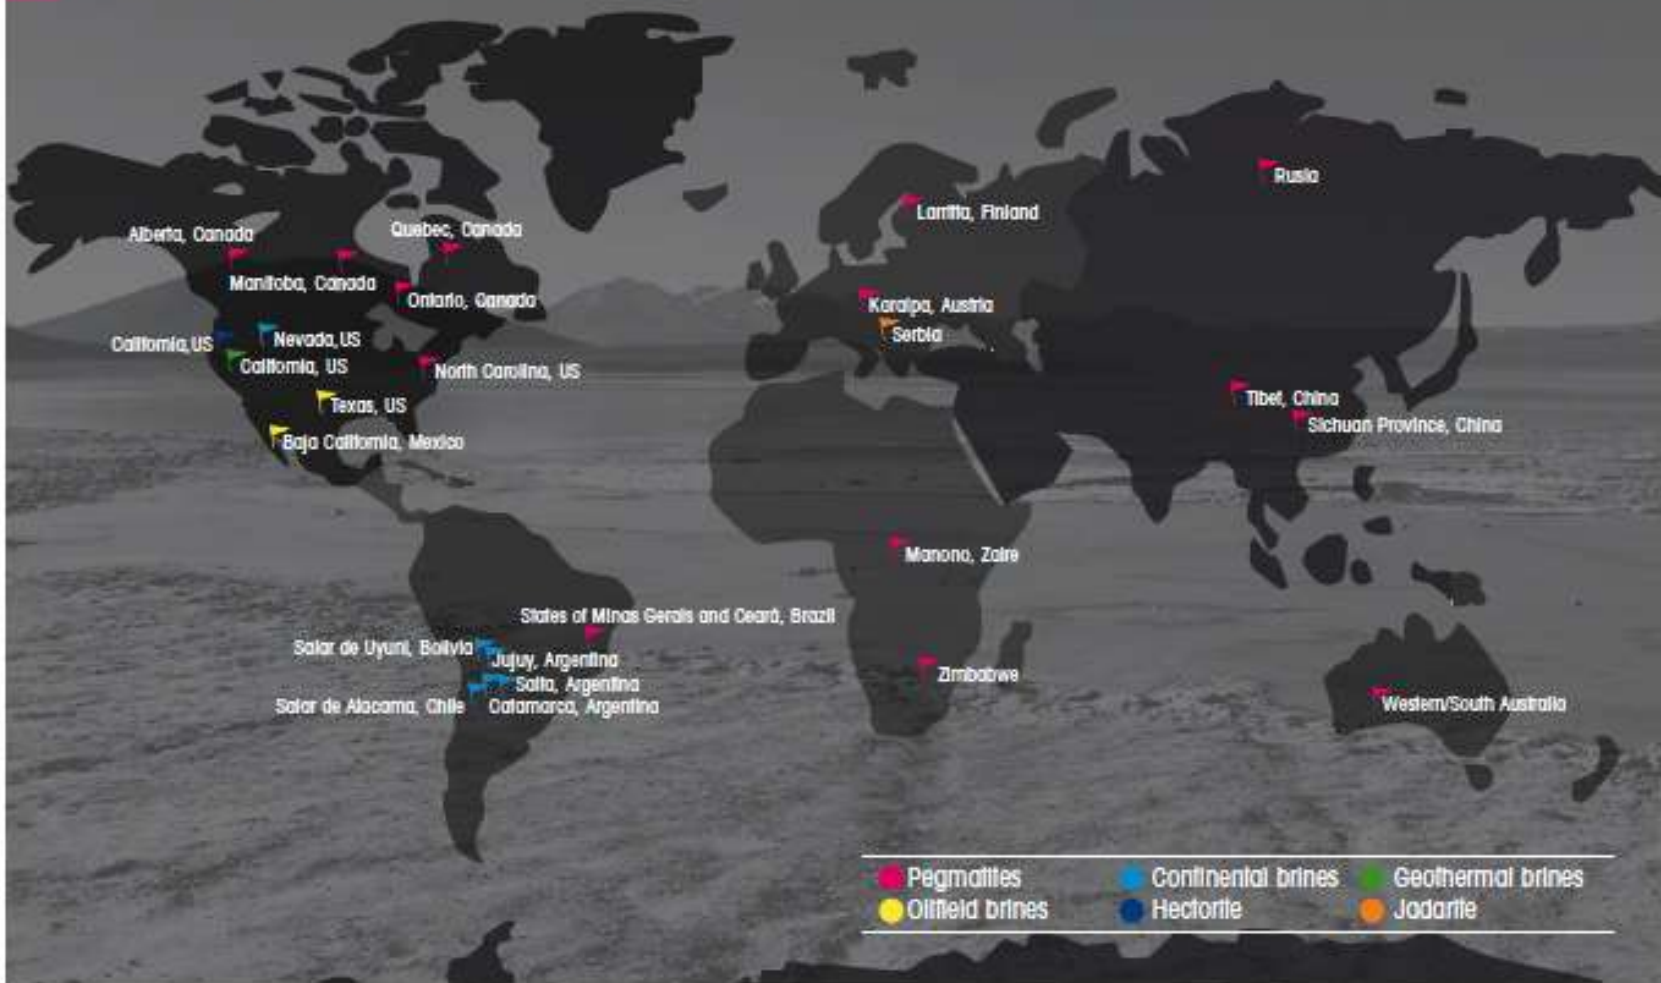 Rusia
Larritta, Finland
Alberta, Canada
Quebec, Canada
Manitoba, Canada
Ontario, Canada
Koralpa, Austria
Serbia
California,US
Nevada,US
California, US
North Carolina, US
Texas, US
Tibet, China
Sichuan Province, China
Baja California, Mexico
Manono, Zaire
States of Minas Gerais and Ceará, Brazil
Salar de Uyuni, Bolivia
Jujuy, Argentina
Zimbabwe
Salta, Argentina
Salar de Atacama, Chile
Catamarca, Argentina
Western/South Australia
Pegmatites
Continental brines
Geothermal brines
Oilfield brines
Hectorite
Jadarite